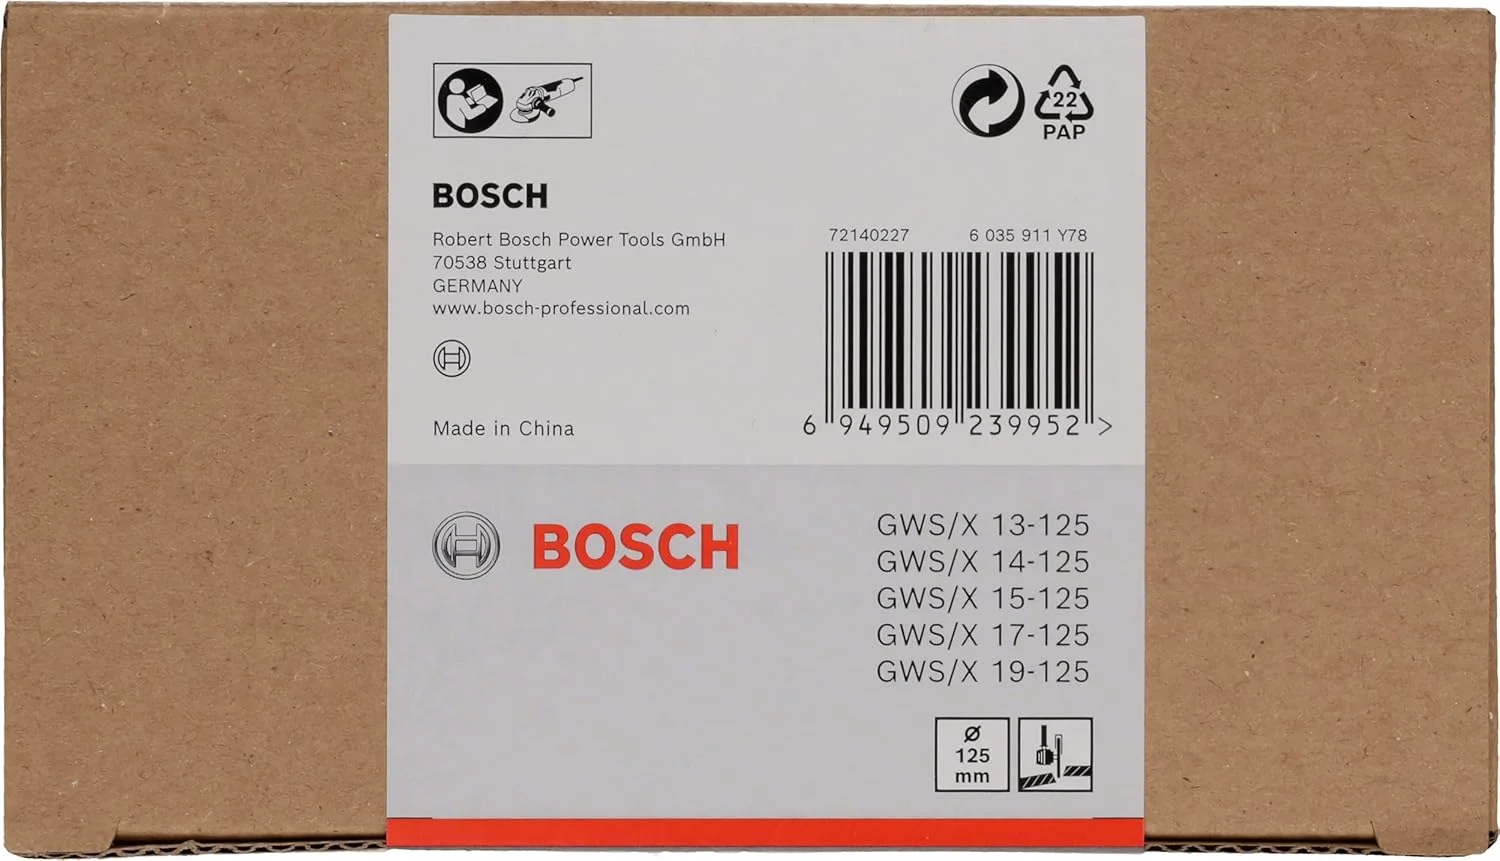 22
PAP
BOSCH
Robert Bosch Power Tools GmbH
70538 Stuttgart
GERMANY
www.bosch-professional.com
Made in China
72140227 6 035 911 Y78
6 949509 239952 >
BOSCH
GWS/X 13-125
GWS/X 14-125
GWS/X 15-125
GWS/X 17-125
GWS/X 19-125
Ø
125
mm